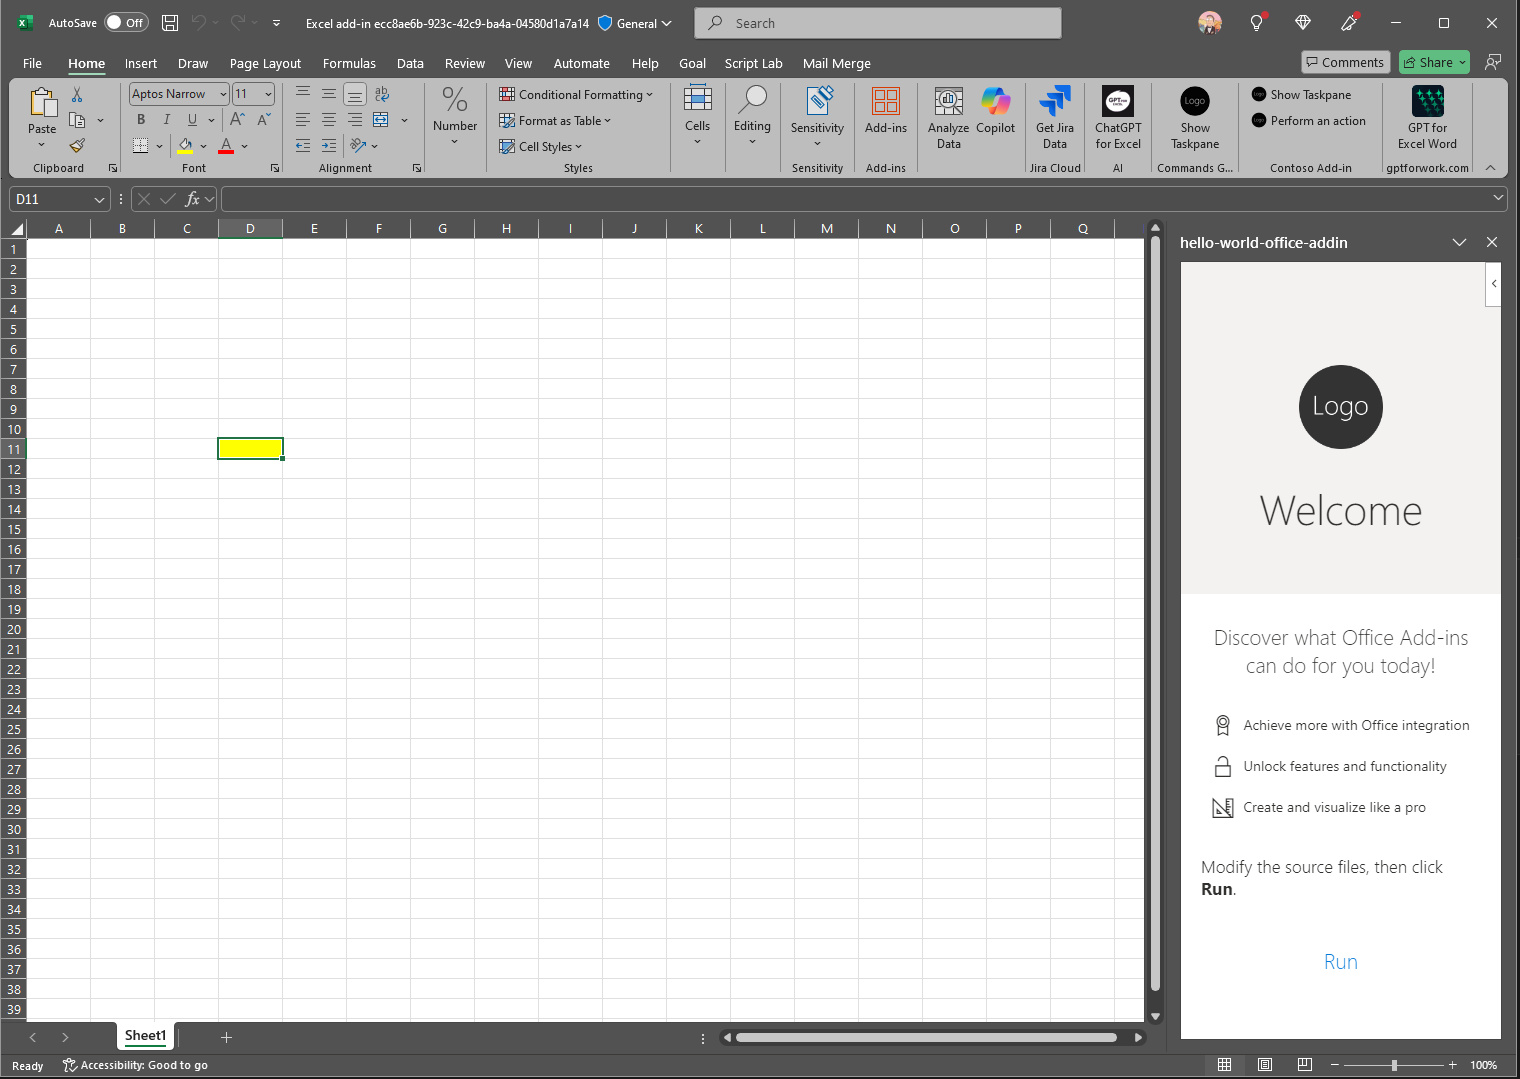 AutoSave Off Excel add-in ecc8ae6b-923c-42c9-ba4a-04580d1a7a14 General Search
File Home Insert Draw Page Layout Formulas Data Review View Automate Help Goal Script Lab Mail Merge Comments Share
Paste
Clipboard
Aptos Narrow 11
B I U A A
A
Font
ab
Alignment
%
Number
Conditional Formatting
Format as Table
Cell Styles
Styles
Cells
Editing
Sensitivity
Sensitivity
Add-ins
Add-ins
Analyze
Data
Copilot
Get Jira
Data
Jira Cloud
ChatGPT
for Excel
AI
Logo
Show
Taskpane
Commands G...
Show Taskpane
Perform an action
Contoso Add-in
GPT for
Excel Word
gptforwork.com
D11 fx
A B C D E F G H I J K L M N O P Q
1
2
3
4
5
6
7
8
9
10
11
12
13
14
15
16
17
18
19
20
21
22
23
24
25
26
27
28
29
30
31
32
33
34
35
36
37
38
39
hello-world-office-addin
Logo
Welcome
Discover what Office Add-ins
can do for you today!
Achieve more with Office integration
Unlock features and functionality
Create and visualize like a pro
Modify the source files, then click
Run.
Run
Sheet1
Ready Accessibility: Good to go 100%